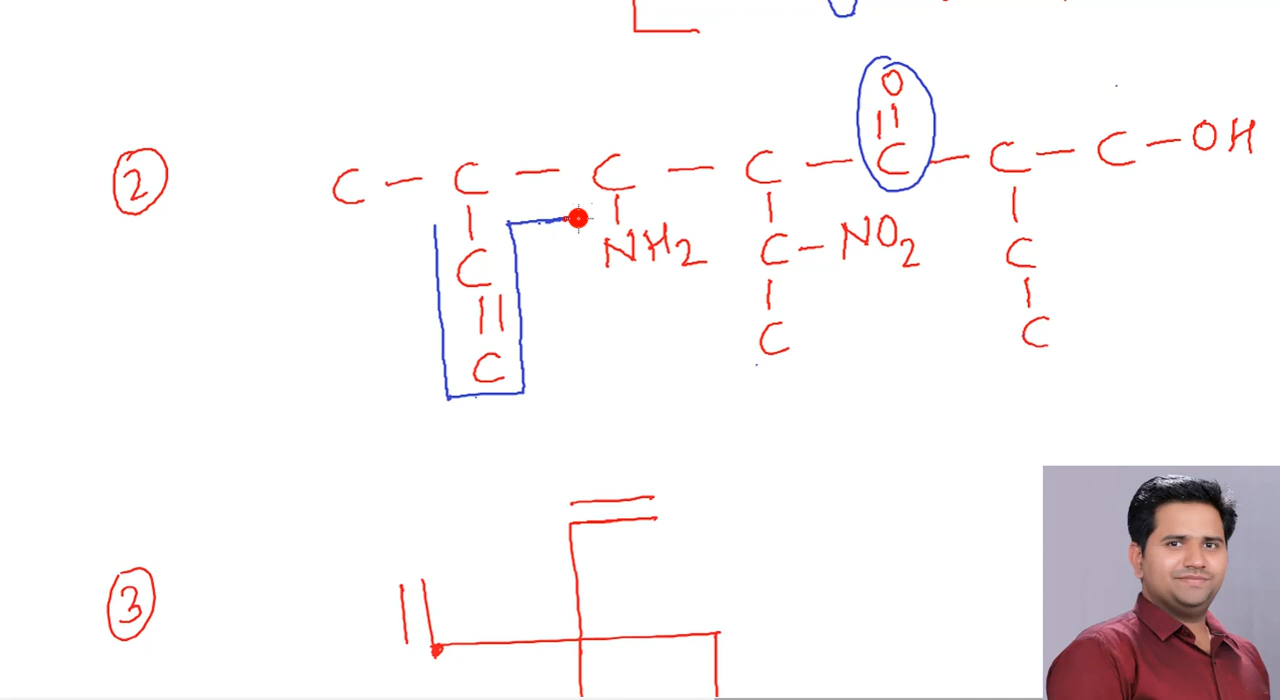 O
||
② C – C – C – C – C – C – C – OH
| | | |
C NH2 C – NO2 C
|| | |
C C C
③